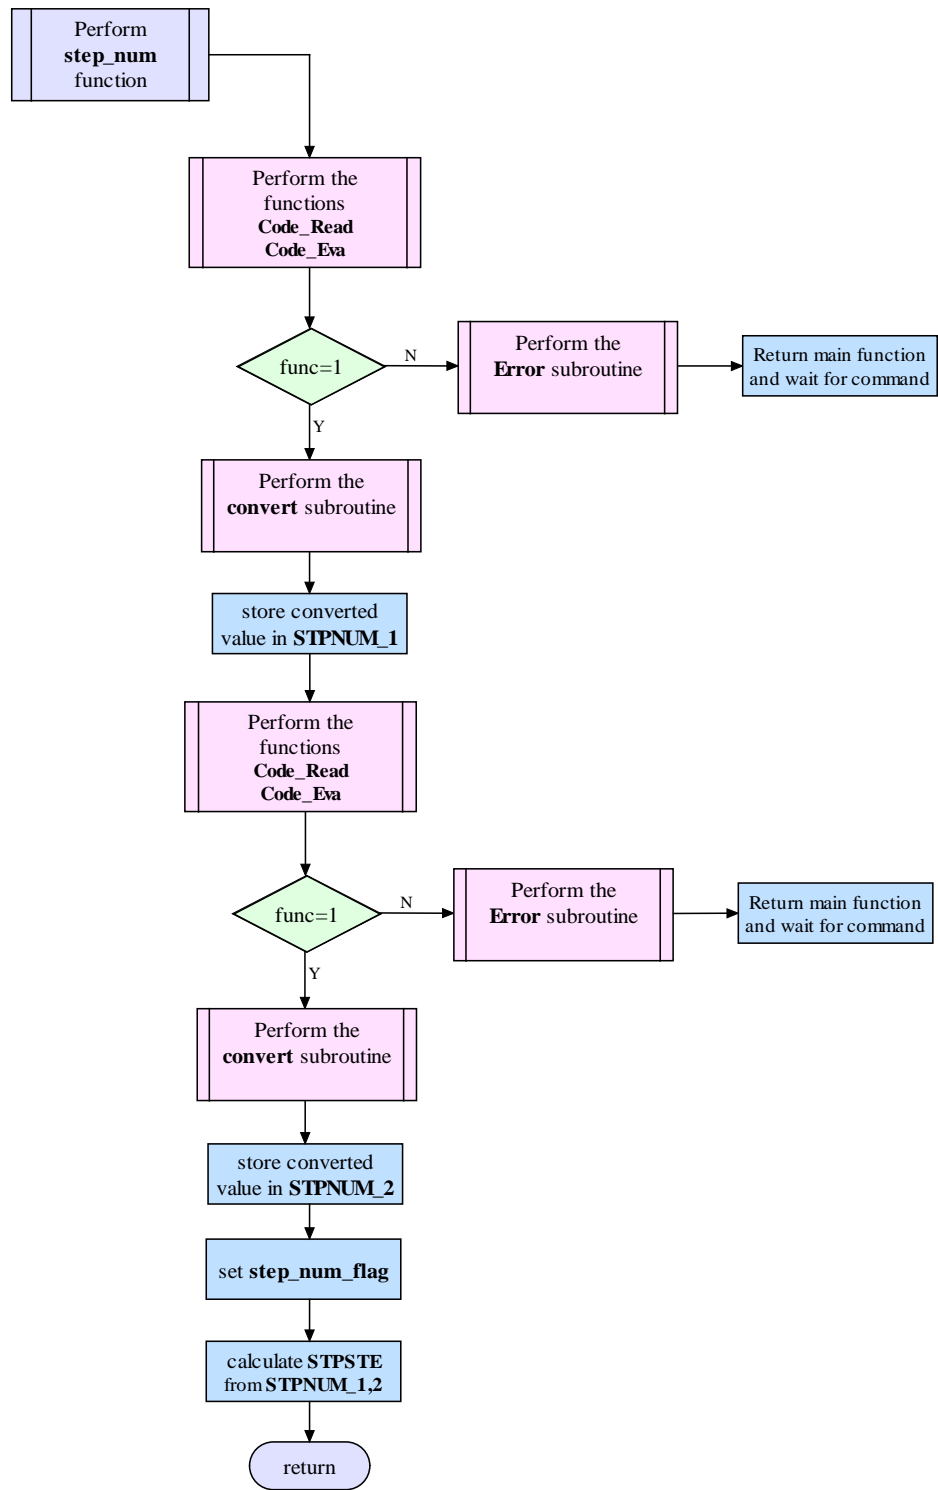 Perform
step_num
function
Perform the
functions
Code_Read
Code_Eva
func=1
N
Perform the
Error subroutine
Return main function
and wait for command
Y
Perform the
convert subroutine
store converted
value in STPNUM_1
Perform the
functions
Code_Read
Code_Eva
func=1
N
Perform the
Error subroutine
Return main function
and wait for command
Y
Perform the
convert subroutine
store converted
value in STPNUM_2
set step_num_flag
calculate STPSTE
from STPNUM_1,2
return